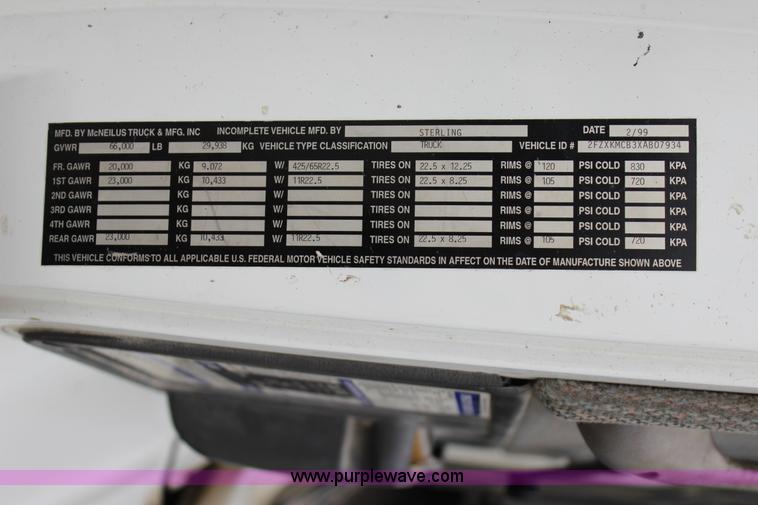 MFD. BY McNEILUS TRUCK & MFG. INC INCOMPLETE VEHICLE MFD. BY STERLING DATE 2/99
GVWR 66,000 LB 29,938 KG VEHICLE TYPE CLASSIFICATION TRUCK VEHICLE ID # 2FZXKMCB3XAB07934
FR. GAWR 20,000 KG 9,072 W/ 425/65R22.5 TIRES ON 22.5 x 12.25 RIMS @ 120 PSI COLD 830 KPA
1ST GAWR 23,000 KG 10,433 W/ 11R22.5 TIRES ON 22.5 x 8.25 RIMS @ 105 PSI COLD 720 KPA
2ND GAWR KG W/ TIRES ON RIMS @ PSI COLD KPA
3RD GAWR KG W/ TIRES ON RIMS @ PSI COLD KPA
4TH GAWR KG W/ TIRES ON RIMS @ PSI COLD KPA
REAR GAWR 23,000 KG 10,433 W/ 11R22.5 TIRES ON 22.5 x 8.25 RIMS @ 105 PSI COLD 720 KPA
THIS VEHICLE CONFORMS TO ALL APPLICABLE U.S. FEDERAL MOTOR VEHICLE SAFETY STANDARDS IN AFFECT ON THE DATE OF MANUFACTURE SHOWN ABOVE
www.purplewave.com